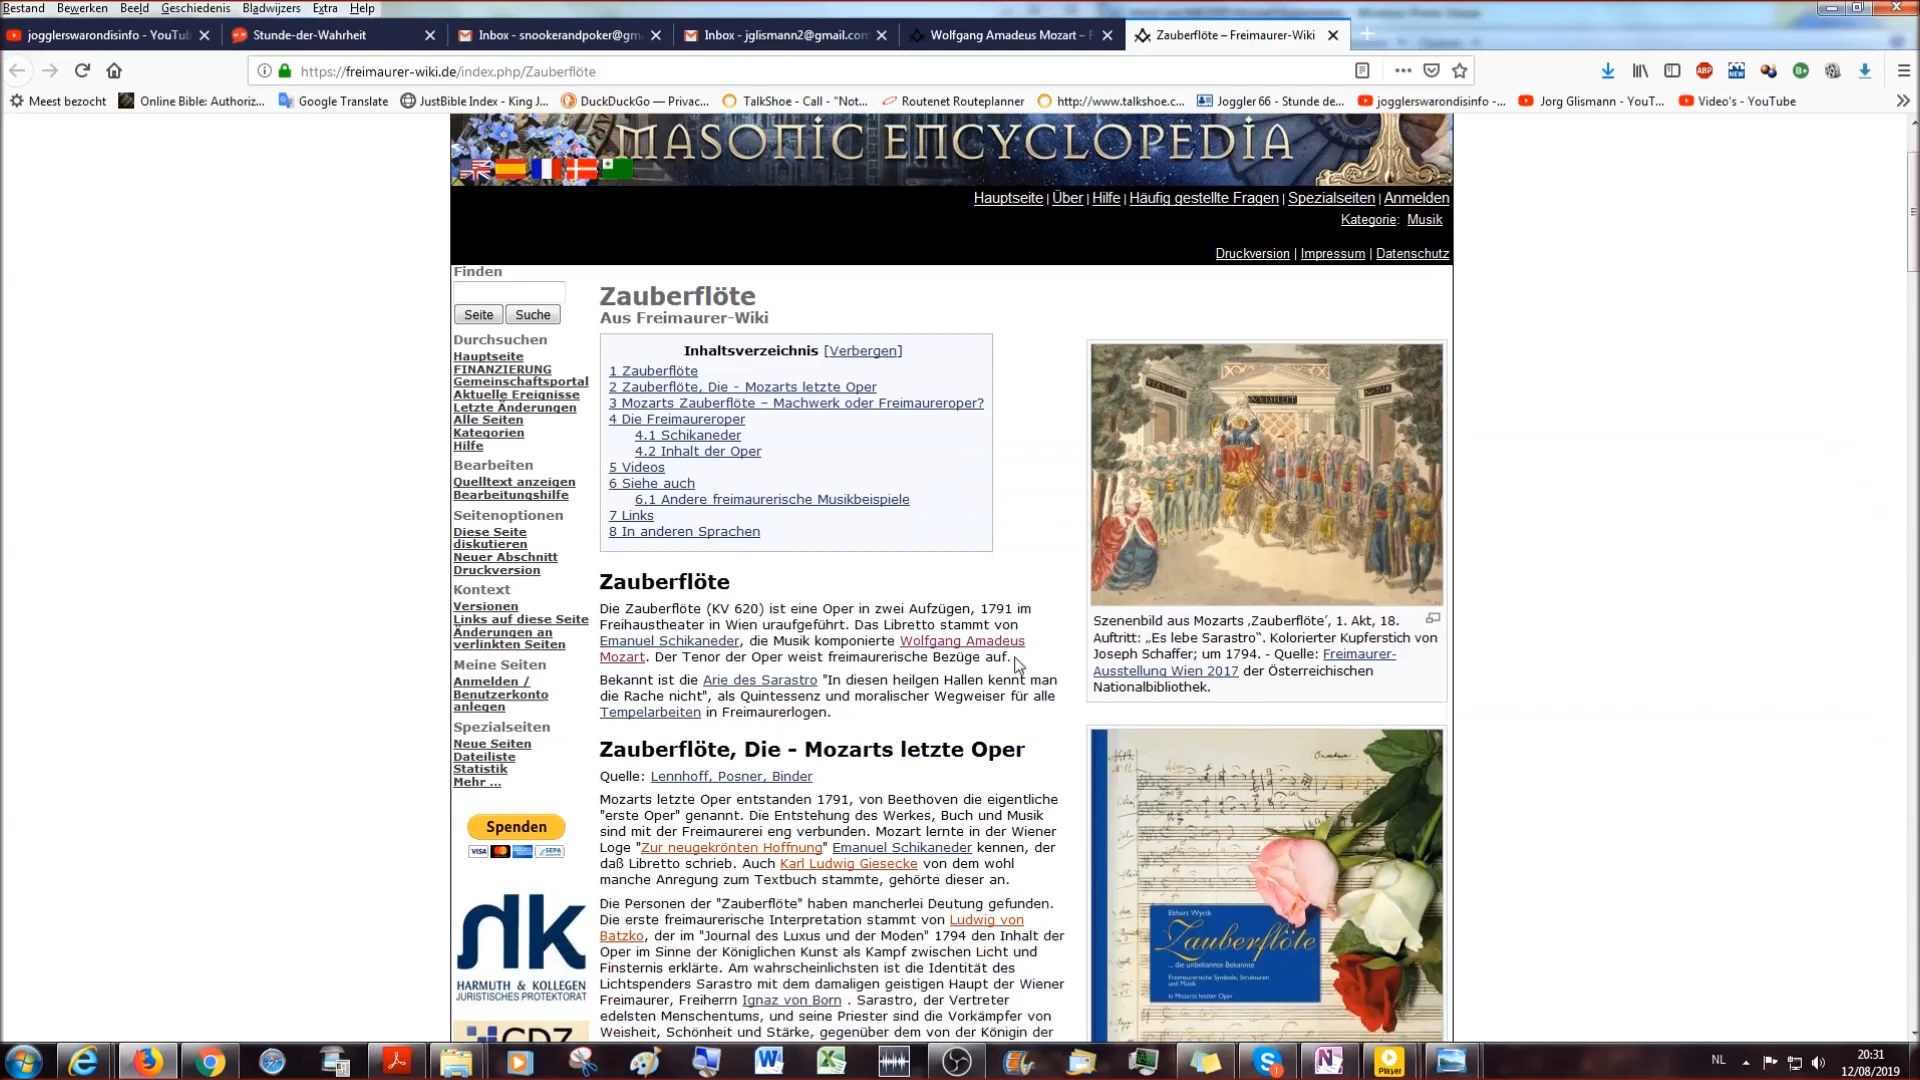 Bestand Bewerken Beeld Geschiedenis Bladwijzers Extra Help
jogglerswarondisinfo - YouTub
Stunde-der-Wahrheit
Inbox - snookerandpoker@gm
Inbox - jglismann2@gmail.com
Wolfgang Amadeus Mozart – F
Zauberflöte – Freimaurer-Wiki
https://freimaurer-wiki.de/index.php/Zauberflöte
Meest bezocht
Online Bible: Authoriz...
Google Translate
JustBible Index - King J...
DuckDuckGo — Privac...
TalkShoe - Call - "Not...
Routenet Routeplanner
http://www.talkshoe.c...
Joggler 66 - Stunde de...
jogglerswarondisinfo -...
Jorg Glismann - YouT...
Video's - YouTube
MASONIC ENCYCLOPEDIA
Hauptseite | Über | Hilfe | Häufig gestellte Fragen | Spezialseiten | Anmelden
Kategorie: Musik
Druckversion | Impressum | Datenschutz
Finden
Seite Suche
Durchsuchen
Hauptseite
FINANZIERUNG
Gemeinschaftsportal
Aktuelle Ereignisse
Letzte Änderungen
Alle Seiten
Kategorien
Hilfe
Bearbeiten
Quelltext anzeigen
Bearbeitungshilfe
Seitenoptionen
Diese Seite
diskutieren
Neuer Abschnitt
Druckversion
Kontext
Versionen
Links auf diese Seite
Änderungen an
verlinkten Seiten
Meine Seiten
Anmelden /
Benutzerkonto
anlegen
Spezialseiten
Neue Seiten
Dateiliste
Statistik
Mehr ...
Spenden
VISA
SEPA
HARMUTH & KOLLEGEN
JURISTISCHES PROTEKTORAT
Zauberflöte
Aus Freimaurer-Wiki
Inhaltsverzeichnis [Verbergen]
1 Zauberflöte
2 Zauberflöte, Die - Mozarts letzte Oper
3 Mozarts Zauberflöte – Machwerk oder Freimaureroper?
4 Die Freimaureroper
4.1 Schikaneder
4.2 Inhalt der Oper
5 Videos
6 Siehe auch
6.1 Andere freimaurerische Musikbeispiele
7 Links
8 In anderen Sprachen
Zauberflöte
Die Zauberflöte (KV 620) ist eine Oper in zwei Aufzügen, 1791 im
Freihaustheater in Wien uraufgeführt. Das Libretto stammt von
Emanuel Schikaneder, die Musik komponierte Wolfgang Amadeus
Mozart. Der Tenor der Oper weist freimaurerische Bezüge auf.
Bekannt ist die Arie des Sarastro "In diesen heilgen Hallen kennt man
die Rache nicht", als Quintessenz und moralischer Wegweiser für alle
Tempelarbeiten in Freimaurerlogen.
Zauberflöte, Die - Mozarts letzte Oper
Quelle: Lennhoff, Posner, Binder
Mozarts letzte Oper entstanden 1791, von Beethoven die eigentliche
"erste Oper" genannt. Die Entstehung des Werkes, Buch und Musik
sind mit der Freimaurerei eng verbunden. Mozart lernte in der Wiener
Loge "Zur neugekrönten Hoffnung" Emanuel Schikaneder kennen, der
daß Libretto schrieb. Auch Karl Ludwig Giesecke von dem wohl
manche Anregung zum Textbuch stammte, gehörte dieser an.
Die Personen der "Zauberflöte" haben mancherlei Deutung gefunden.
Die erste freimaurerische Interpretation stammt von Ludwig von
Batzko, der im "Journal des Luxus und der Moden" 1794 den Inhalt der
Oper im Sinne der Königlichen Kunst als Kampf zwischen Licht und
Finsternis erklärte. Am wahrscheinlichsten ist die Identität des
Lichtspenders Sarastro mit dem damaligen geistigen Haupt der Wiener
Freimaurer, Freiherrn Ignaz von Born . Sarastro, der Vertreter
edelsten Menschentums, und seine Priester sind die Vorkämpfer von
Weisheit, Schönheit und Stärke, gegenüber dem von der Königin der
WEISHEIT
Szenenbild aus Mozarts ‚Zauberflöte', 1. Akt, 18.
Auftritt: „Es lebe Sarastro“. Kolorierter Kupferstich von
Joseph Schaffer; um 1794. - Quelle: Freimaurer-
Ausstellung Wien 2017 der Österreichischen
Nationalbibliothek.
Ekhart Wycik
Zauberflöte
... die unbekannte Bekannte
Freimaurerische Symbole, Strukturen
und Musik
in Mozarts letzter Oper
NL
20:31
12/08/2019